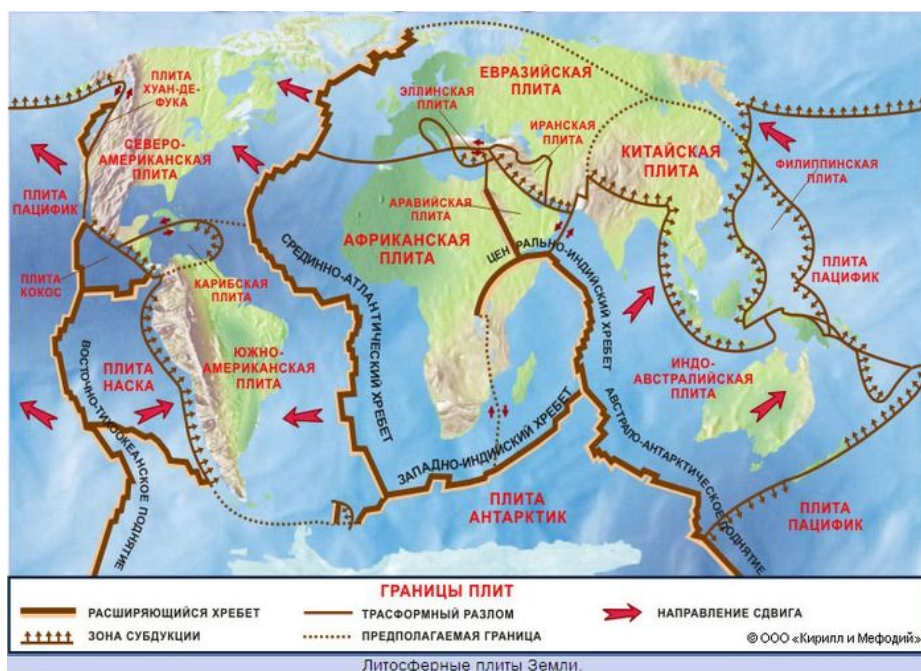 ПЛИТА
ХУАН-ДЕ-
ФУКА
СЕВЕРО-
АМЕРИКАНСКАЯ
ПЛИТА
ПЛИТА
ПАЦИФИК
ПЛИТА
КОКОС
КАРИБСКАЯ
ПЛИТА
ПЛИТА
НАСКА
ЮЖНО-
АМЕРИКАНСКАЯ
ПЛИТА
ВОСТОЧНО-ТИХООКЕАНСКОЕ ПОДНЯТИЕ
СРЕДИННО-АТЛАНТИЧЕСКИЙ ХРЕБЕТ
ЕВРАЗИЙСКАЯ
ПЛИТА
ЭЛЛИНСКАЯ
ПЛИТА
ИРАНСКАЯ
ПЛИТА
КИТАЙСКАЯ
ПЛИТА
ФИЛИППИНСКАЯ
ПЛИТА
АРАВИЙСКАЯ
ПЛИТА
АФРИКАНСКАЯ
ПЛИТА
ЦЕН РАЛЬНО-ИНДИЙСКИЙ ХРЕБЕТ
ПЛИТА
ПАЦИФИК
ИНДО-
АВСТРАЛИЙСКАЯ
ПЛИТА
ЗАПАДНО-ИНДИЙСКИЙ ХРЕБЕТ
АВСТРАЛО-АНТАРКТИЧЕСКОЕ ПОДНЯТИЕ
ПЛИТА
АНТАРКТИК
ПЛИТА
ПАЦИФИК
ГРАНИЦЫ ПЛИТ
РАСШИРЯЮЩИЙСЯ ХРЕБЕТ
ТРАСФОРМНЫЙ РАЗЛОМ
НАПРАВЛЕНИЕ СДВИГА
ЗОНА СУБДУКЦИИ
ПРЕДПОЛАГАЕМАЯ ГРАНИЦА
© ООО «Кирилл и Мефодий»
Литосферные плиты Земли.